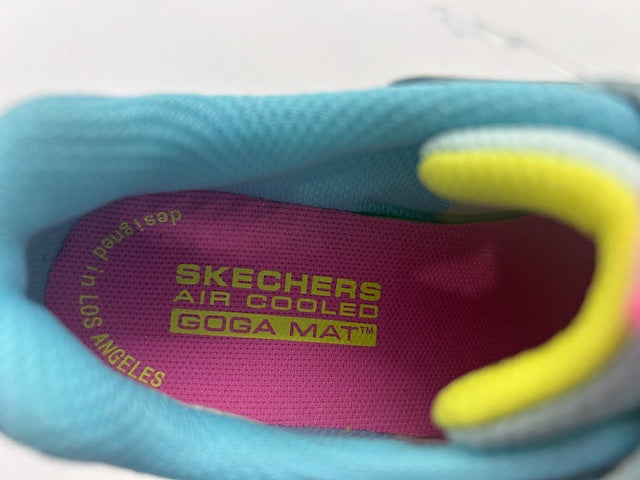 SKECHERS
AIR COOLED
GOGA MAT™
designed in LOS ANGELES